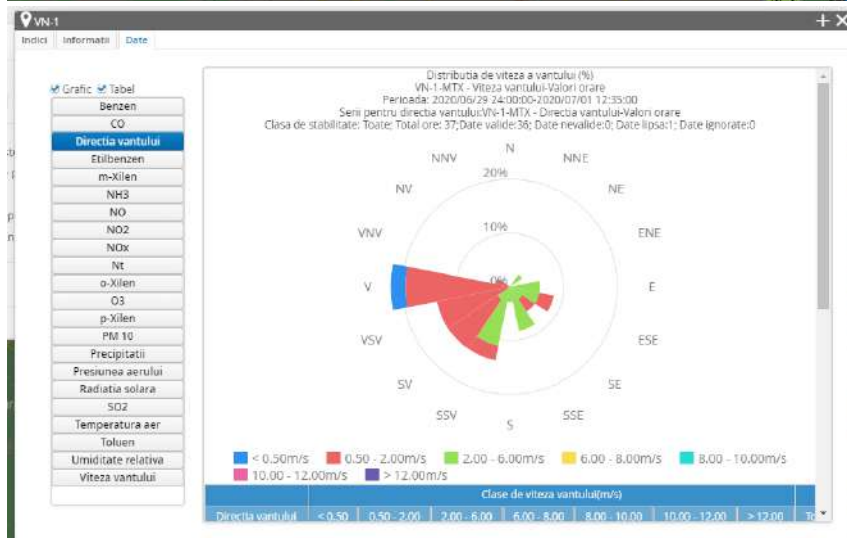 VN-1
Indici Informatii Date
Grafic Tabel
Benzen
CO
Directia vantului
Etilbenzen
m-Xilen
NH3
NO
NO2
NOx
Nt
o-Xilen
O3
p-Xilen
PM 10
Precipitatii
Presiunea aerului
Radiatia solara
SO2
Temperatura aer
Toluen
Umiditate relativa
Viteza vantului
Distributia de viteza a vantului (%)
VN-1-MTX - Viteza vantului-Valori orare
Perioada: 2020/06/29 24:00:00-2020/07/01 12:35:00
Serii pentru directia vantului:VN-1-MTX - Directia vantului-Valori orare
Clasa de stabilitate: Toate; Total ore: 37;Date valide:36; Date nevalide:0; Date lipsa:1; Date ignorate:0
N
NNV NNE
20%
NV NE
10%
VNV ENE
0%
V E
VSV ESE
SV SE
SSV SSE
S
< 0.50m/s 0.50 - 2.00m/s 2.00 - 6.00m/s 6.00 - 8.00m/s 8.00 - 10.00m/s
10.00 - 12.00m/s > 12.00m/s
Clase de viteza vantului(m/s)
Directia vantului < 0.50 0.50 - 2.00 2.00 - 6.00 6.00 - 8.00 8.00 - 10.00 10.00 - 12.00 > 12.00